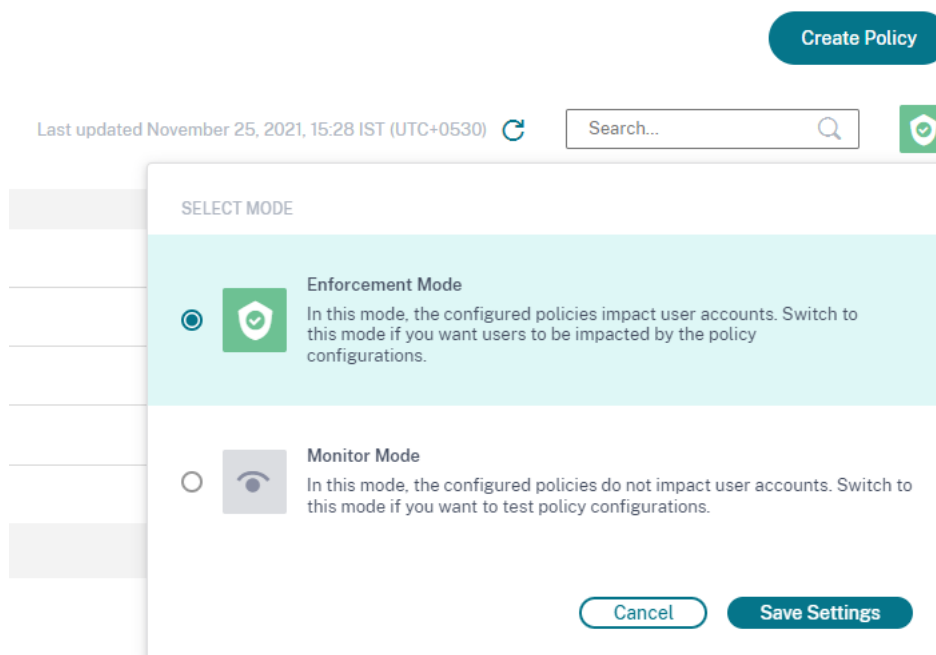 Create Policy
Last updated November 25, 2021, 15:28 IST (UTC+0530)
Search...
SELECT MODE
Enforcement Mode
In this mode, the configured policies impact user accounts. Switch to
this mode if you want users to be impacted by the policy
configurations.
Monitor Mode
In this mode, the configured policies do not impact user accounts. Switch to
this mode if you want to test policy configurations.
Cancel
Save Settings